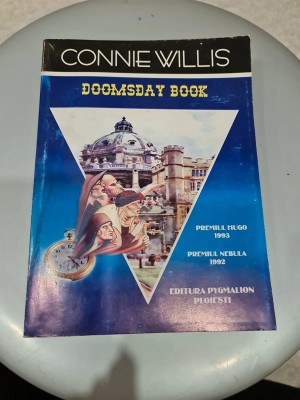 CONNIE WILLIS
DOOMSDAY BOOK
PREMIUL HUGO
1993
PREMIUL NEBULA
1992
EDITURA PYGMALION
PLOIEȘTI